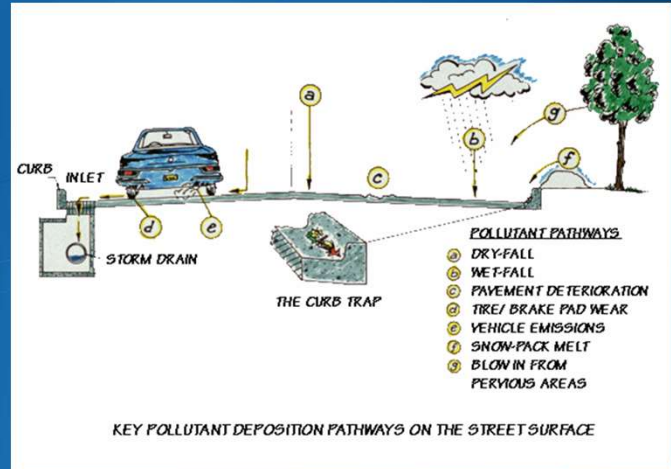 a
b
g
f
c
CURB
INLET
d
e
STORM DRAIN
THE CURB TRAP
POLLUTANT PATHWAYS
a DRY-FALL
b WET-FALL
c PAVEMENT DETERIORATION
d TIRE/ BRAKE PAD WEAR
e VEHICLE EMISSIONS
f SNOW-PACK MELT
g BLOW IN FROM
PERVIOUS AREAS
KEY POLLUTANT DEPOSITION PATHWAYS ON THE STREET SURFACE